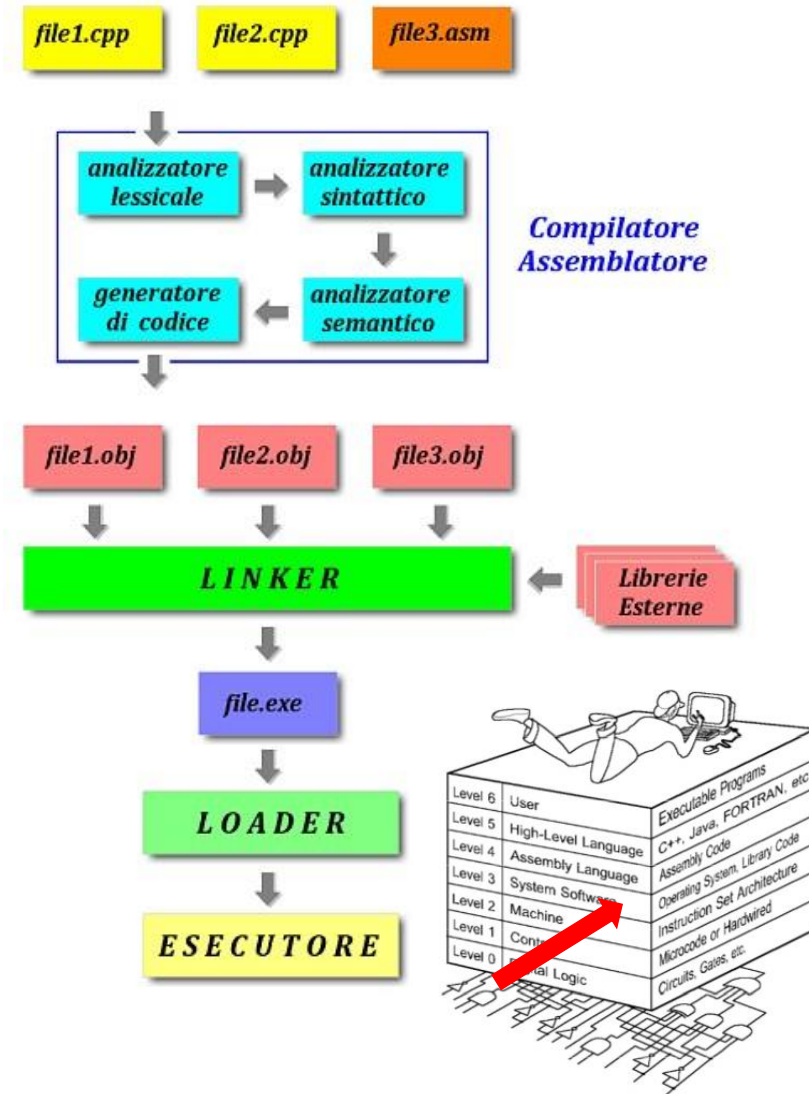 file1.cpp
file2.cpp
file3.asm
analizzatore
lessicale
analizzatore
sintattico
Compilatore
Assemblatore
generatore
di codice
analizzatore
semantico
file1.obj
file2.obj
file3.obj
LINKER
Librerie
Esterne
file.exe
LOADER
ESECUTORE
Level 6 User Executable Programs
Level 5 High-Level Language C++, Java, FORTRAN, etc
Level 4 Assembly Language Assembly Code
Level 3 System Software Operating System, Library Code
Level 2 Machine Instruction Set Architecture
Level 1 Microcode or Hardwired
Level 0 Logic Circuits, Gates, etc.